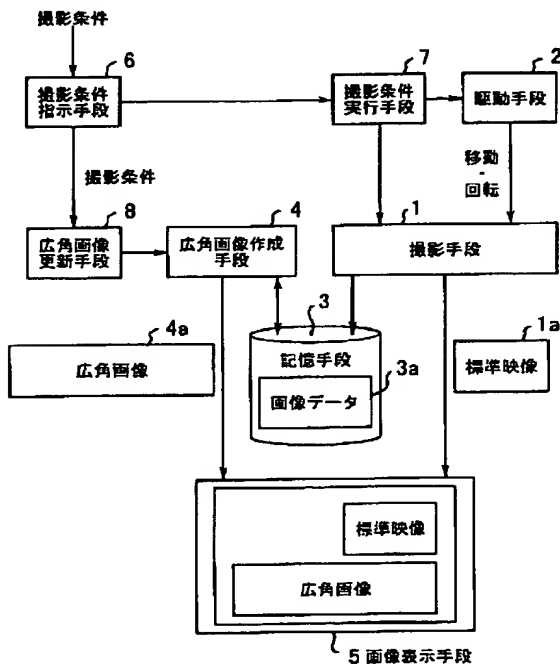 撮影条件
6
撮影条件
指示手段
7
撮影条件
実行手段
2
駆動手段
撮影条件
移動
・
回転
8
広角画像
更新手段
4
広角画像作成
手段
1
撮影手段
4a
広角画像
3
記憶手段
3a
画像データ
1a
標準映像
標準映像
広角画像
5 画像表示手段